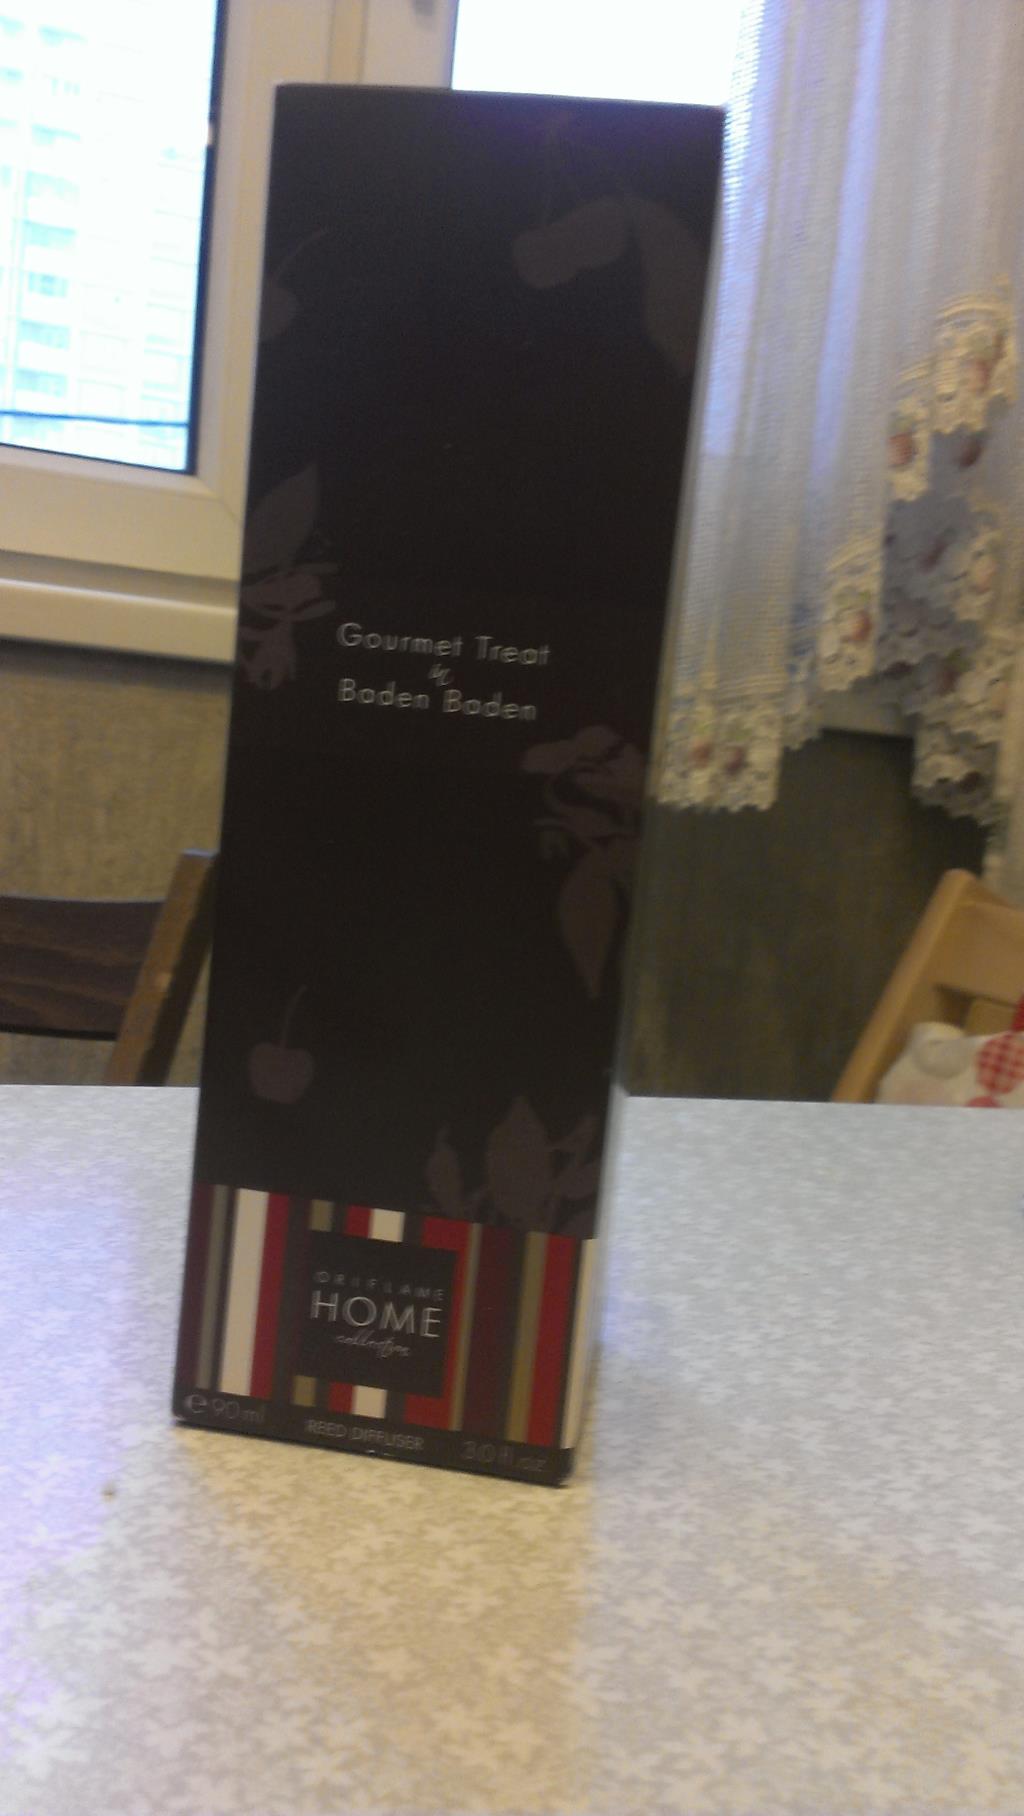 Gourmet Treat
in
Baden Baden
ORIFLAME
HOME
collection
℮ 90 ml REED DIFFUSER 3.0 fl.oz